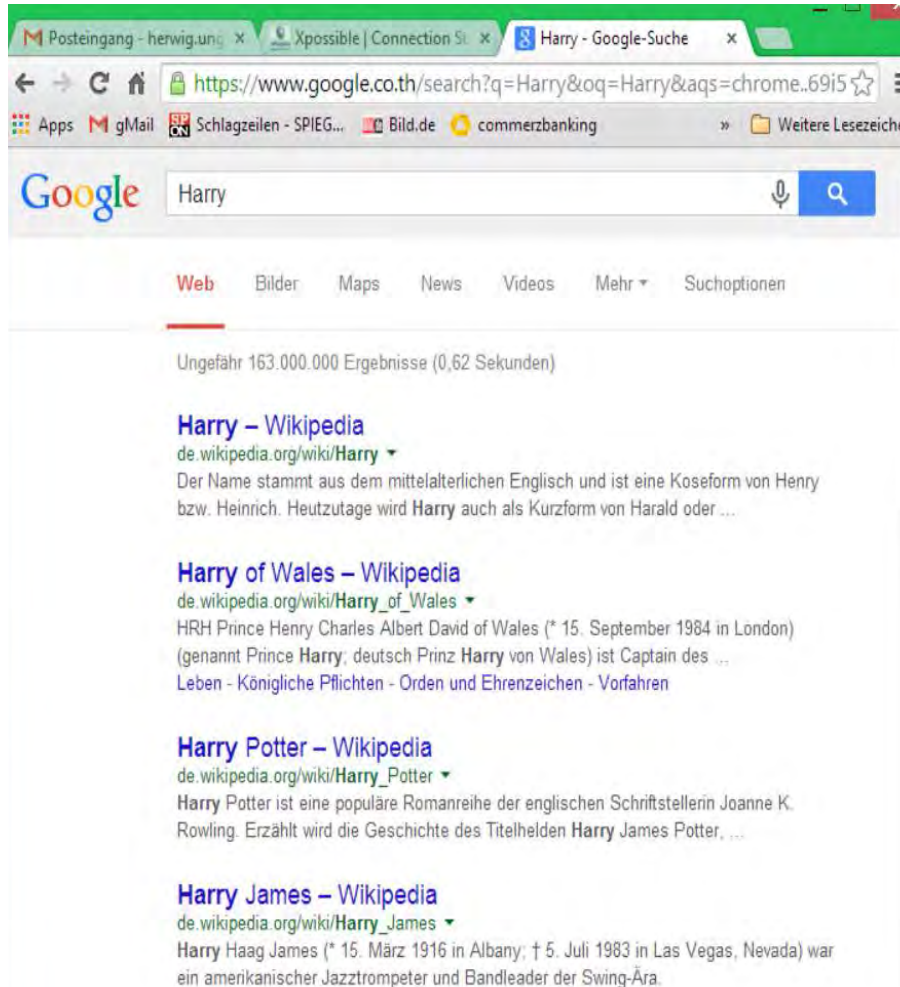 Posteingang - herwig.ung
Xpossible | Connection St
Harry - Google-Suche
https://www.google.co.th/search?q=Harry&oq=Harry&aqs=chrome..69i5
Apps gMail Schlagzeilen - SPIEG... Bild.de commerzbanking » Weitere Lesezeiche
Google Harry
Web Bilder Maps News Videos Mehr Suchoptionen
Ungefähr 163.000.000 Ergebnisse (0,62 Sekunden)
Harry – Wikipedia
de.wikipedia.org/wiki/Harry
Der Name stammt aus dem mittelalterlichen Englisch und ist eine Koseform von Henry
bzw. Heinrich. Heutzutage wird Harry auch als Kurzform von Harald oder ...
Harry of Wales – Wikipedia
de.wikipedia.org/wiki/Harry_of_Wales
HRH Prince Henry Charles Albert David of Wales (* 15. September 1984 in London)
(genannt Prince Harry; deutsch Prinz Harry von Wales) ist Captain des ...
Leben - Königliche Pflichten - Orden und Ehrenzeichen - Vorfahren
Harry Potter – Wikipedia
de.wikipedia.org/wiki/Harry_Potter
Harry Potter ist eine populäre Romanreihe der englischen Schriftstellerin Joanne K.
Rowling. Erzählt wird die Geschichte des Titelhelden Harry James Potter, ...
Harry James – Wikipedia
de.wikipedia.org/wiki/Harry_James
Harry Haag James (* 15. März 1916 in Albany; † 5. Juli 1983 in Las Vegas, Nevada) war
ein amerikanischer Jazztrompeter und Bandleader der Swing-Ära.